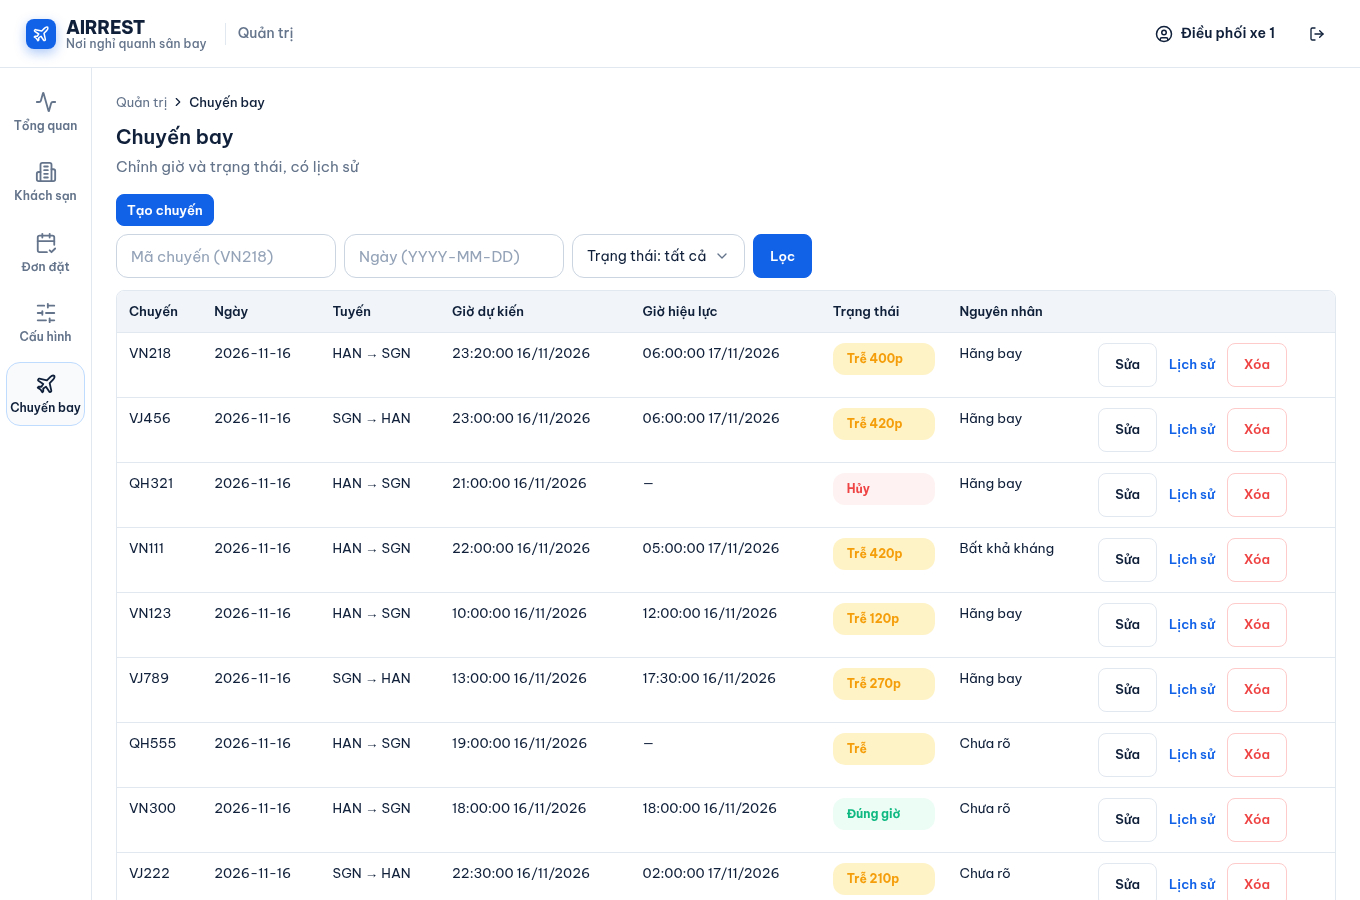 AIRREST
Nơi nghỉ quanh sân bay
Quản trị
Điều phối xe 1
Tổng quan
Khách sạn
Đơn đặt
Cấu hình
Chuyến bay
Quản trị > Chuyến bay
Chuyến bay
Chỉnh giờ và trạng thái, có lịch sử
Tạo chuyến
Mã chuyến (VN218) Ngày (YYYY-MM-DD) Trạng thái: tất cả Lọc
Chuyến Ngày Tuyến Giờ dự kiến Giờ hiệu lực Trạng thái Nguyên nhân
VN218 2026-11-16 HAN → SGN 23:20:00 16/11/2026 06:00:00 17/11/2026 Trễ 400p Hãng bay Sửa Lịch sử Xóa
VJ456 2026-11-16 SGN → HAN 23:00:00 16/11/2026 06:00:00 17/11/2026 Trễ 420p Hãng bay Sửa Lịch sử Xóa
QH321 2026-11-16 HAN → SGN 21:00:00 16/11/2026 — Hủy Hãng bay Sửa Lịch sử Xóa
VN111 2026-11-16 HAN → SGN 22:00:00 16/11/2026 05:00:00 17/11/2026 Trễ 420p Bất khả kháng Sửa Lịch sử Xóa
VN123 2026-11-16 HAN → SGN 10:00:00 16/11/2026 12:00:00 16/11/2026 Trễ 120p Hãng bay Sửa Lịch sử Xóa
VJ789 2026-11-16 SGN → HAN 13:00:00 16/11/2026 17:30:00 16/11/2026 Trễ 270p Hãng bay Sửa Lịch sử Xóa
QH555 2026-11-16 HAN → SGN 19:00:00 16/11/2026 — Trễ Chưa rõ Sửa Lịch sử Xóa
VN300 2026-11-16 HAN → SGN 18:00:00 16/11/2026 18:00:00 16/11/2026 Đúng giờ Chưa rõ Sửa Lịch sử Xóa
VJ222 2026-11-16 SGN → HAN 22:30:00 16/11/2026 02:00:00 17/11/2026 Trễ 210p Chưa rõ Sửa Lịch sử Xóa